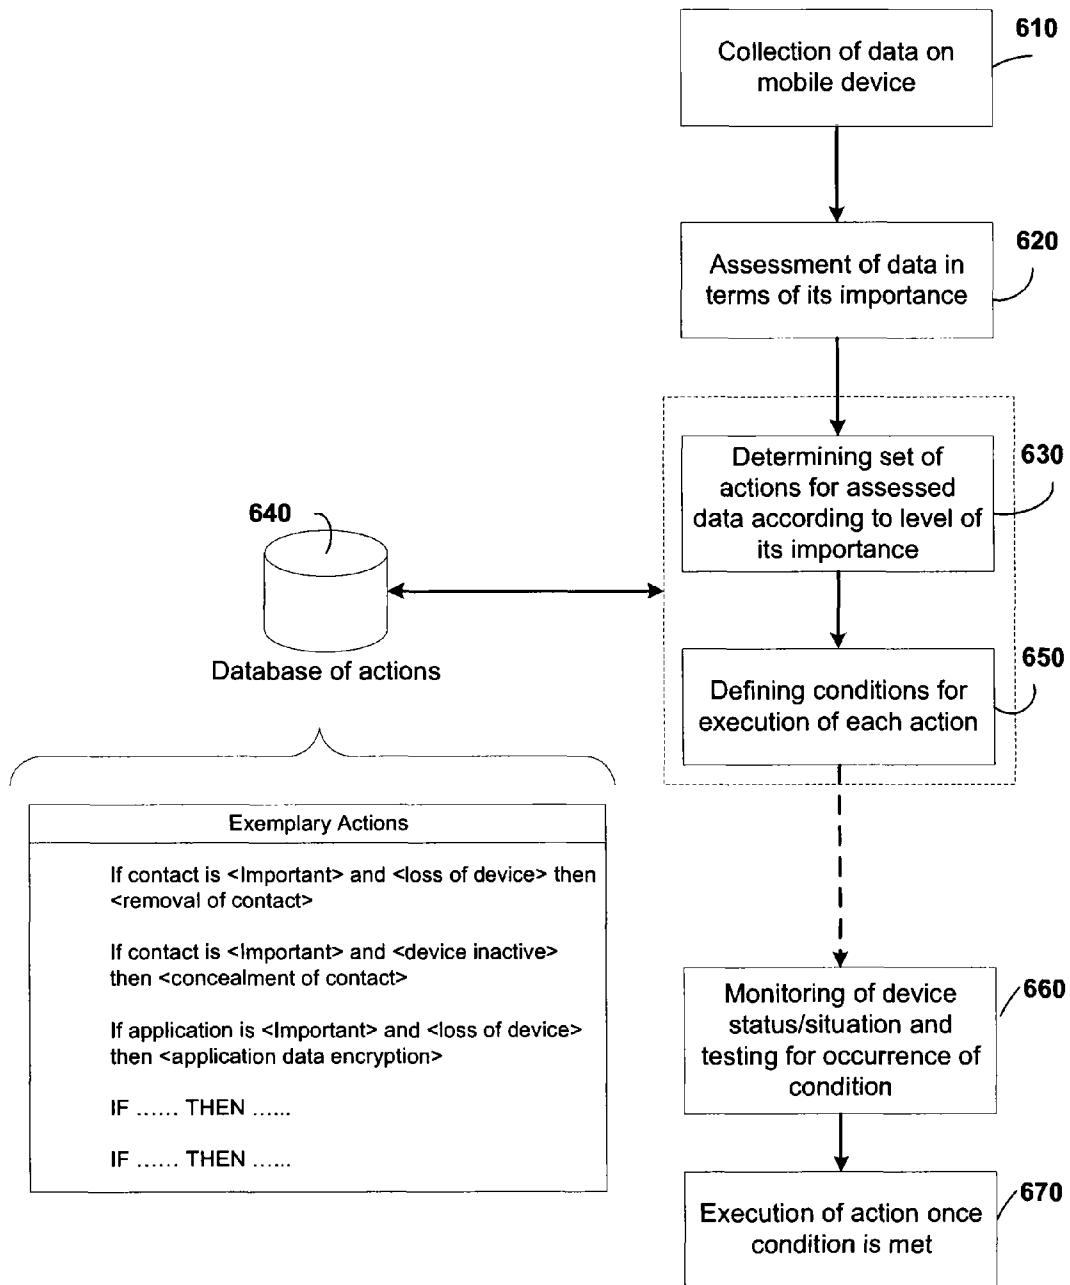 610
Collection of data on
mobile device
620
Assessment of data in
terms of its importance
630
Determining set of
actions for assessed
data according to level of
its importance
640
Database of actions
650
Defining conditions for
execution of each action
Exemplary Actions
If contact is <Important> and <loss of device> then
<removal of contact>
If contact is <Important> and <device inactive>
then <concealment of contact>
If application is <Important> and <loss of device>
then <application data encryption>
IF ...... THEN ......
IF ...... THEN ......
660
Monitoring of device
status/situation and
testing for occurrence of
condition
670
Execution of action once
condition is met